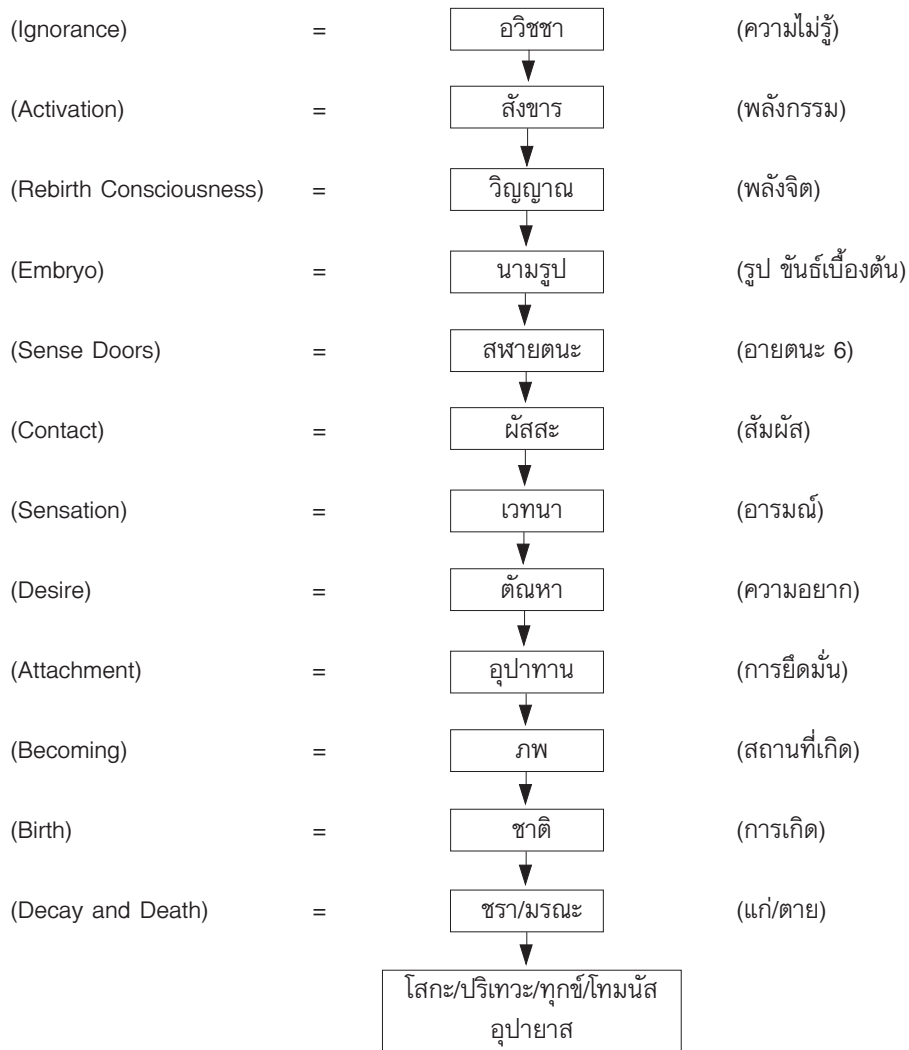 (Ignorance) = อวิชชา (ความไม่รู้)
(Activation) = สังขาร (พลังกรรม)
(Rebirth Consciousness) = วิญญาณ (พลังจิต)
(Embryo) = นามรูป (รูป ขันธ์เบื้องต้น)
(Sense Doors) = สฬายตนะ (อายตนะ 6)
(Contact) = ผัสสะ (สัมผัส)
(Sensation) = เวทนา (อารมณ์)
(Desire) = ตัณหา (ความอยาก)
(Attachment) = อุปาทาน (การยึดมั่น)
(Becoming) = ภพ (สถานที่เกิด)
(Birth) = ชาติ (การเกิด)
(Decay and Death) = ชรา/มรณะ (แก่/ตาย)
โสกะ/ปริเทวะ/ทุกข์/โทมนัส
อุปายาส